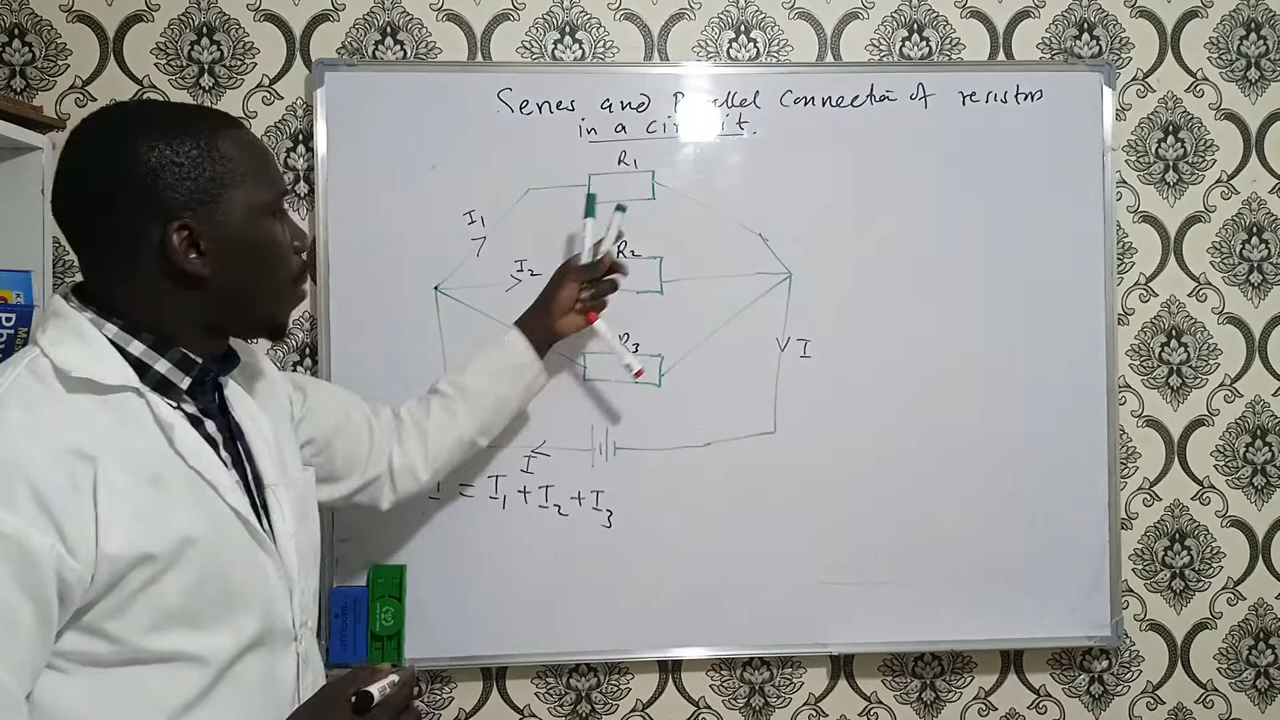 Series and Parallel Connection of resistors
in a circuit.
R1
I1
R2
I2
R3
I
I
I = I1 + I2 + I3